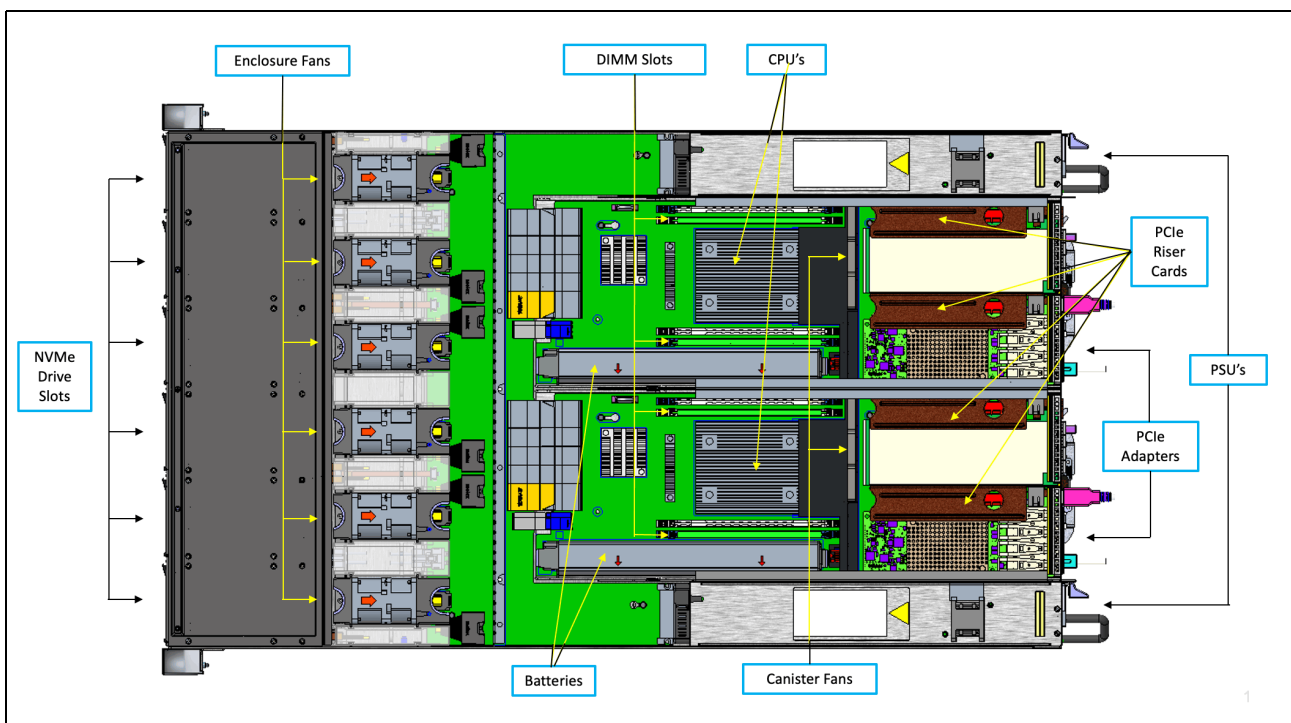 Enclosure Fans
DIMM Slots
CPU's
PCIe
Riser
Cards
NVMe
Drive
Slots
PSU's
PCIe
Adapters
Batteries
Canister Fans
1